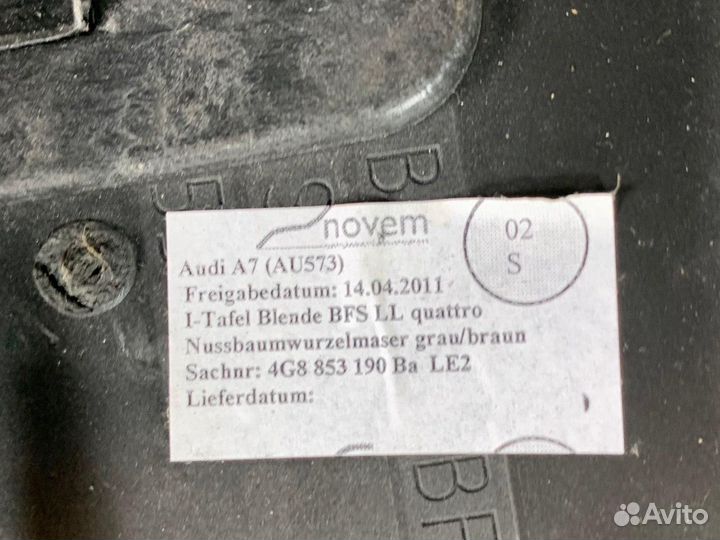 novem
02
S
Audi A7 (AU573)
Freigabedatum: 14.04.2011
I-Tafel Blende BFS LL quattro
Nussbaumwurzelmaser grau/braun
Sachnr: 4G8 853 190 Ba LE2
Lieferdatum:
Avito